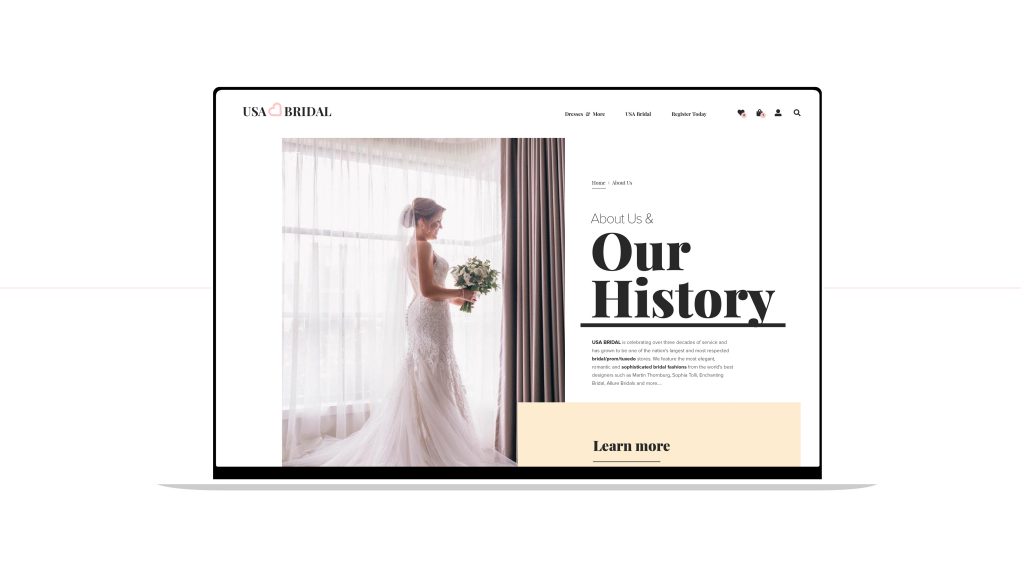 USA BRIDAL
Dresses & More USA Bridal Register Today
Home › About Us
About Us &
Our
History
USA BRIDAL is celebrating over three decades of service and
has grown to be one of the nation's largest and most respected
bridal/prom/tuxedo stores. We feature the most elegant,
romantic and sophisticated bridal fashions from the world's best
designers such as Martin Thornburg, Sophia Tolli, Enchanting
Bridal, Allure Bridals and more....
Learn more